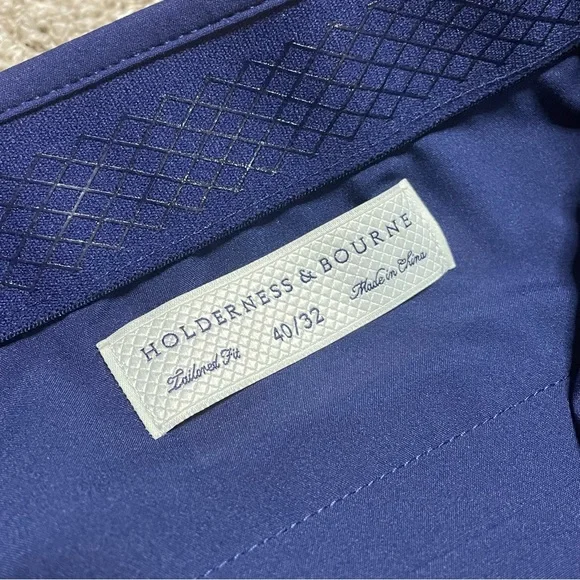 HOLDERNESS & BOURNE
Tailored Fit 40/32 Made in China